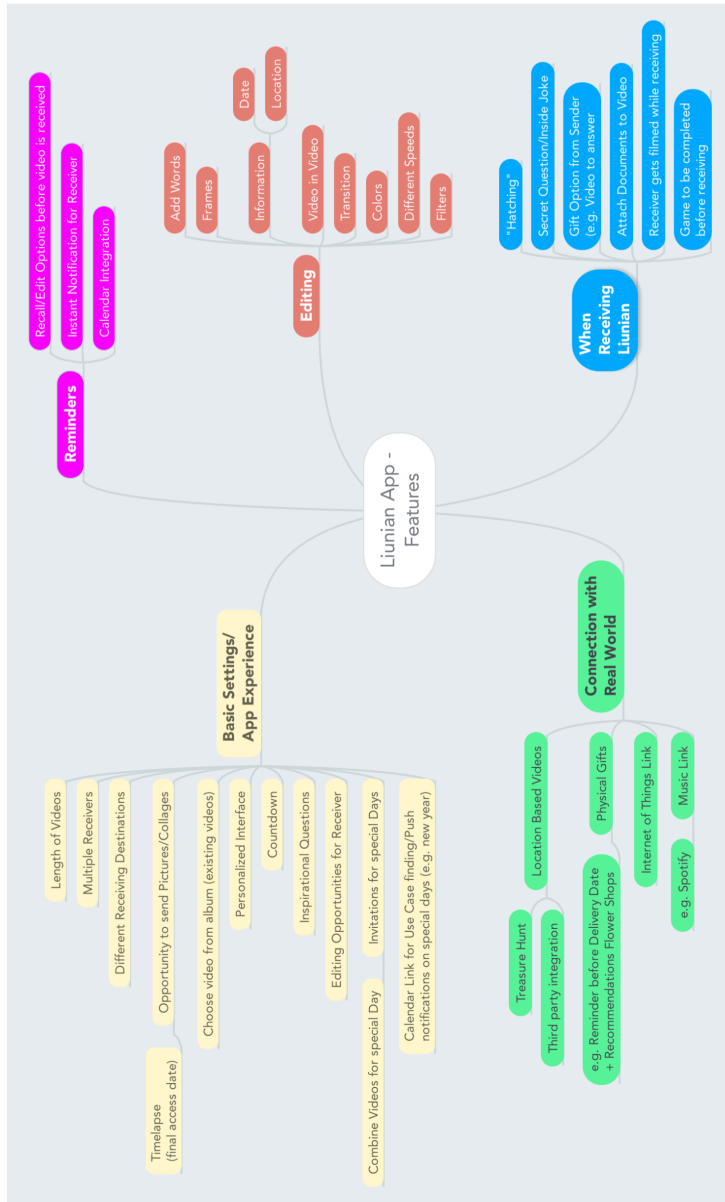 Liunian App -
Features
Reminders
Recall/Edit Options before video is received
Instant Notification for Receiver
Calendar Integration
Editing
Add Words
Frames
Information
Date
Location
Video in Video
Transition
Colors
Different Speeds
Filters
When
Receiving
Liunian
"Hatching"
Secret Question/Inside Joke
Gift Option from Sender
(e.g. Video to answer)
Attach Documents to Video
Receiver gets filmed while receiving
Game to be completed
before receiving
Basic Settings/
App Experience
Length of Videos
Multiple Receivers
Different Receiving Destinations
Opportunity to send Pictures/Collages
Timelapse
(final access date)
Choose video from album (existing videos)
Personalized Interface
Countdown
Inspirational Questions
Editing Opportunities for Receiver
Invitations for special Days
Combine Videos for special Day
Calendar Link for Use Case finding/Push
notifications on special days (e.g. new year)
Connection with
Real World
Location Based Videos
Treasure Hunt
Third party integration
Physical Gifts
e.g. Reminder before Delivery Date
+ Recommendations Flower Shops
Internet of Things Link
Music Link
e.g. Spotify